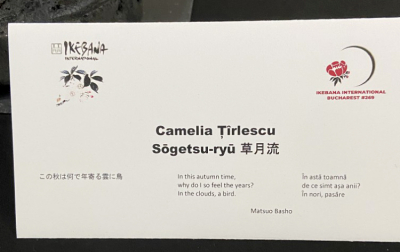 IKEBANA
INTERNATIONAL
IKEBANA INTERNATIONAL
BUCHAREST #266
Camelia Țîrlescu
Sōgetsu-ryū 草月流
この秋は何で年寄る雲に鳥
In this autumn time,
why do I so feel the years?
In the clouds, a bird.
Matsuo Basho
În astă toamnă
de ce simt așa anii?
În nori, pasăre